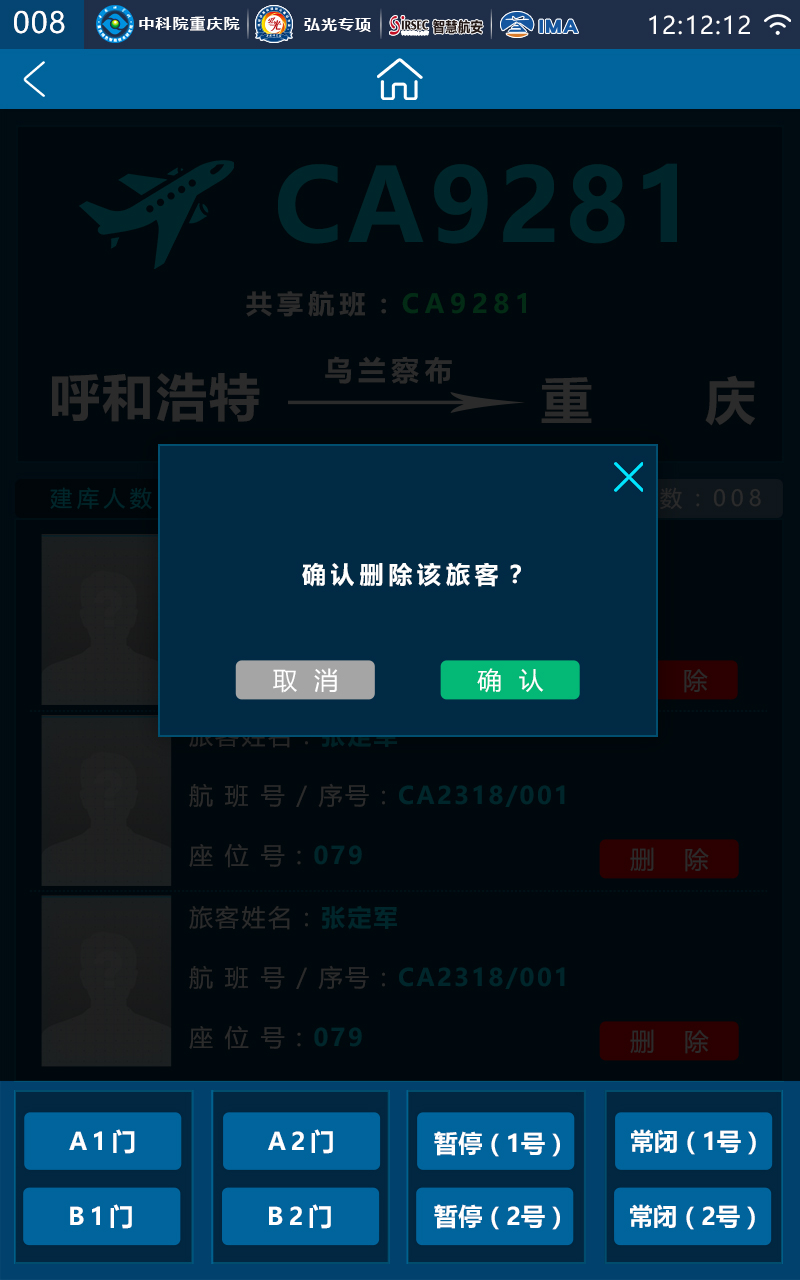 008 中科院重庆院 弘光专项 SiRSEC 智慧航安 IMA 12:12:12
CA9281
共享航班：CA9281
呼和浩特 乌兰察布 重 庆
建库人数 数：008
确认删除该旅客？
取 消 确 认
除
旅客姓名：张定军
航 班 号 / 序号：CA2318/001
座 位 号：079
删 除
旅客姓名：张定军
航 班 号 / 序号：CA2318/001
座 位 号：079
删 除
A1门 A2门 暂停（1号） 常闭（1号）
B1门 B2门 暂停（2号） 常闭（2号）